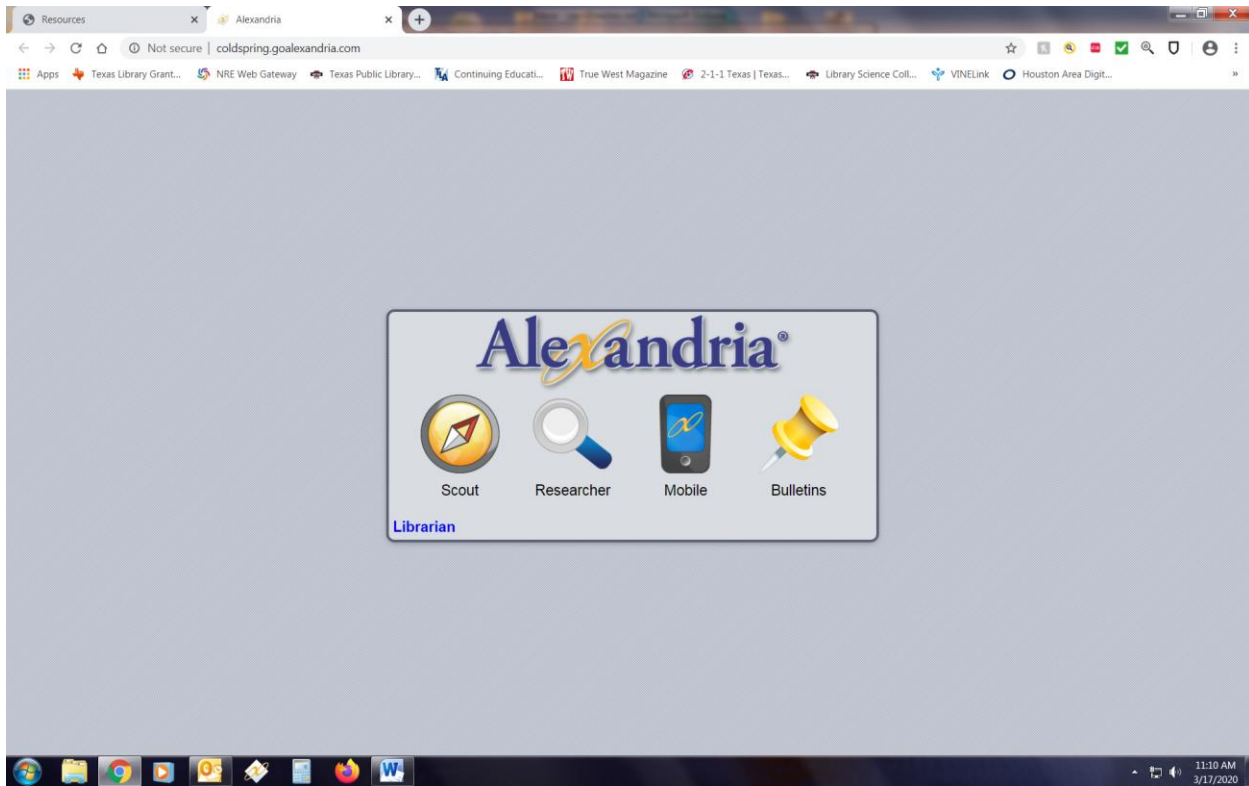 Resources
Alexandria
Not secure | coldspring.goalexandria.com
Apps Texas Library Grant... NRE Web Gateway Texas Public Library... Continuing Educati... True West Magazine 2-1-1 Texas | Texas... Library Science Coll... VINELink Houston Area Digit... »
Alexandria®
Scout Researcher Mobile Bulletins
Librarian
11:10 AM
3/17/2020